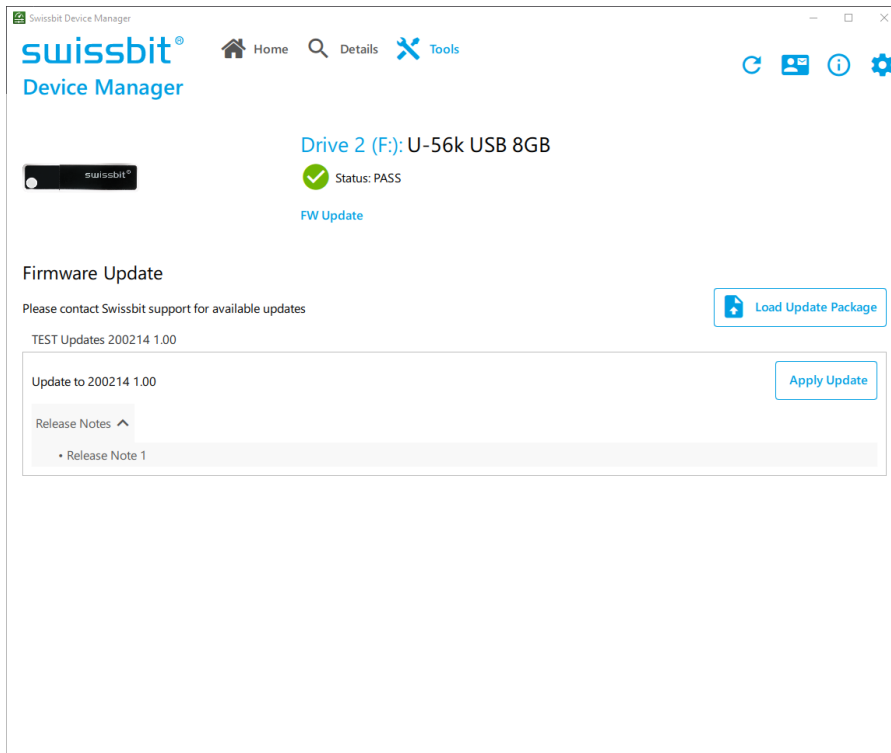 Swissbit Device Manager
swissbit®
Home Details Tools
Device Manager
Drive 2 (F:): U-56k USB 8GB
swissbit®
Status: PASS
FW Update
Firmware Update
Please contact Swissbit support for available updates
Load Update Package
TEST Updates 200214 1.00
Update to 200214 1.00
Apply Update
Release Notes
• Release Note 1